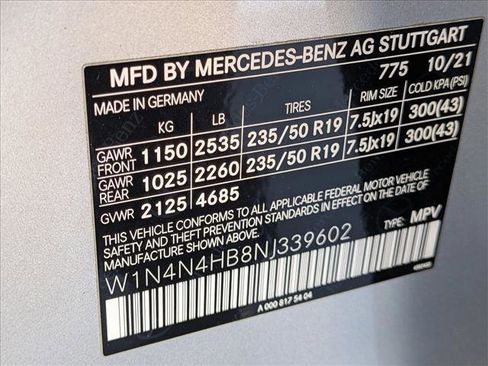 MFD BY MERCEDES-BENZ AG STUTTGART
775 10/21
MADE IN GERMANY
KG LB TIRES RIM SIZE COLD KPA(PSI)
GAWR FRONT 1150 2535 235/50 R19 7.5Jx19 300(43)
GAWR REAR 1025 2260 235/50 R19 7.5Jx19 300(43)
GVWR 2125 4685
THIS VEHICLE CONFORMS TO ALL APPLICABLE FEDERAL MOTOR VEHICLE
SAFETY AND THEFT PREVENTION STANDARDS IN EFFECT ON THE DATE OF
MANUFACTURE SHOWN ABOVE.
W1N4N4HB8NJ339602 TYPE: MPV
A 000 817 54 04